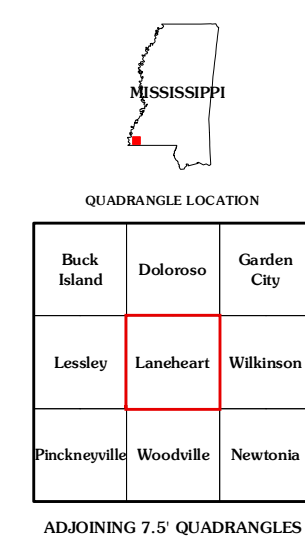 MISSISSIPPI
QUADRANGLE LOCATION
Buck
Island
Doloroso
Garden
City
Lessley
Laneheart
Wilkinson
Pinckneyville
Woodville
Newtonia
ADJOINING 7.5' QUADRANGLES